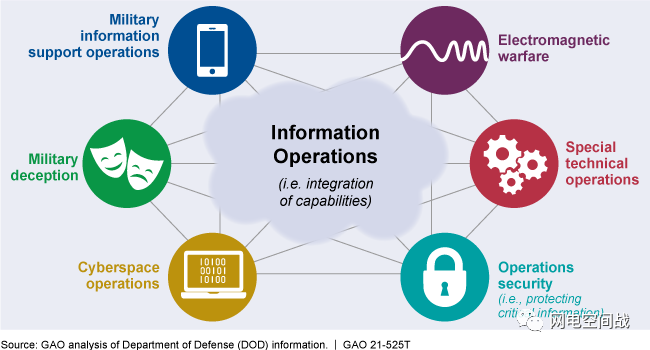 Military
information
support operations
Electromagnetic
warfare
Information
Operations
(i.e. integration
of capabilities)
Military
deception
Special
technical
operations
Cyberspace
operations
10100
00101
10100
Operations
security
(i.e., protecting
critical information)
网电空间战
Source: GAO analysis of Department of Defense (DOD) information. | GAO 21-525T